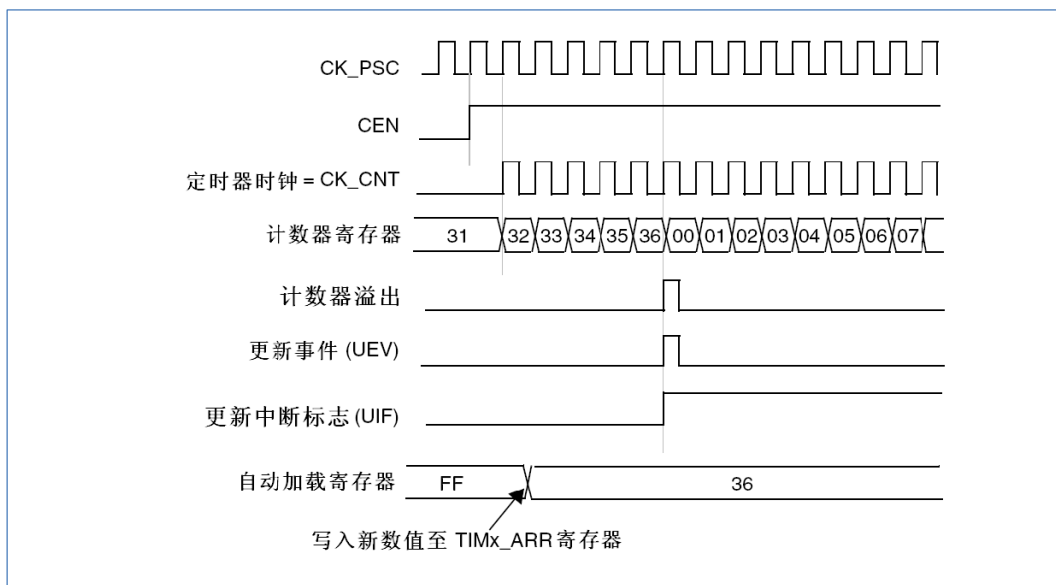 CK_PSC
CEN
定时器时钟 = CK_CNT
计数器寄存器 31 32 33 34 35 36 00 01 02 03 04 05 06 07
计数器溢出
更新事件 (UEV)
更新中断标志 (UIF)
自动加载寄存器 FF 36
写入新数值至 TIMx_ARR 寄存器